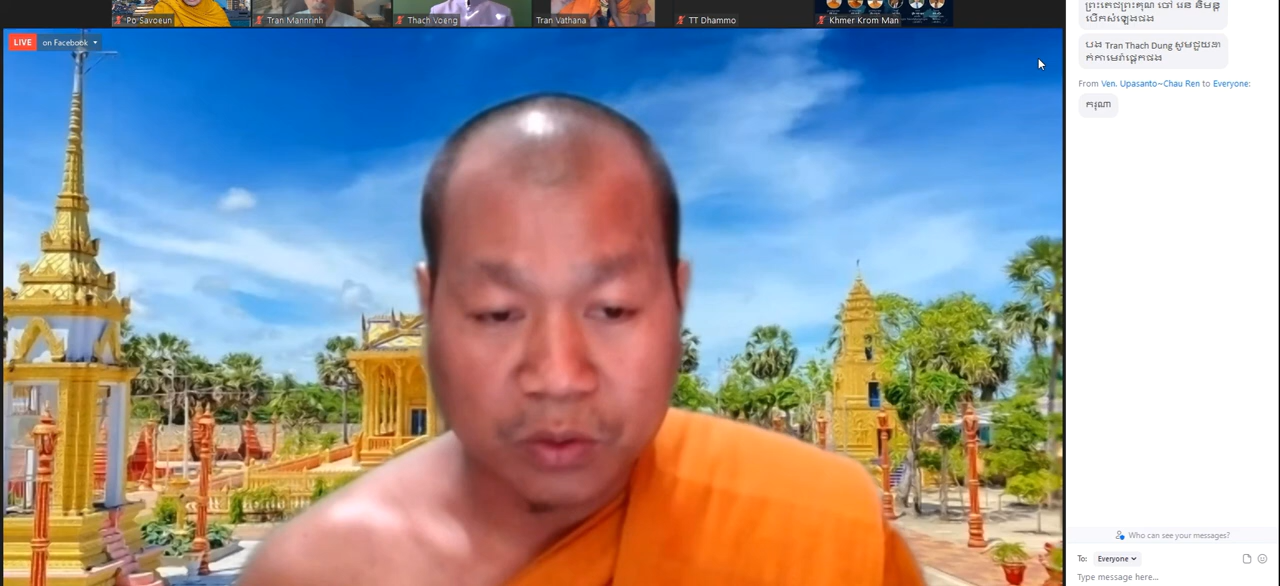 Po Savoeun
Tran Mannrinh
Thach Voeng
Tran Vathana
TT Dhammo
Khmer Krom Man
LIVE on Facebook
ព្រះតេជព្រះគុណ ចៅ រ៉េន និមន្ត
បើកសំឡេងផង
បង Tran Thach Dung សូមជួយដា
ក់កាមេរ៉ាផ្តេកផង
From Ven. Upasanto~Chau Ren to Everyone:
ករុណា
Who can see your messages?
To: Everyone
Type message here...